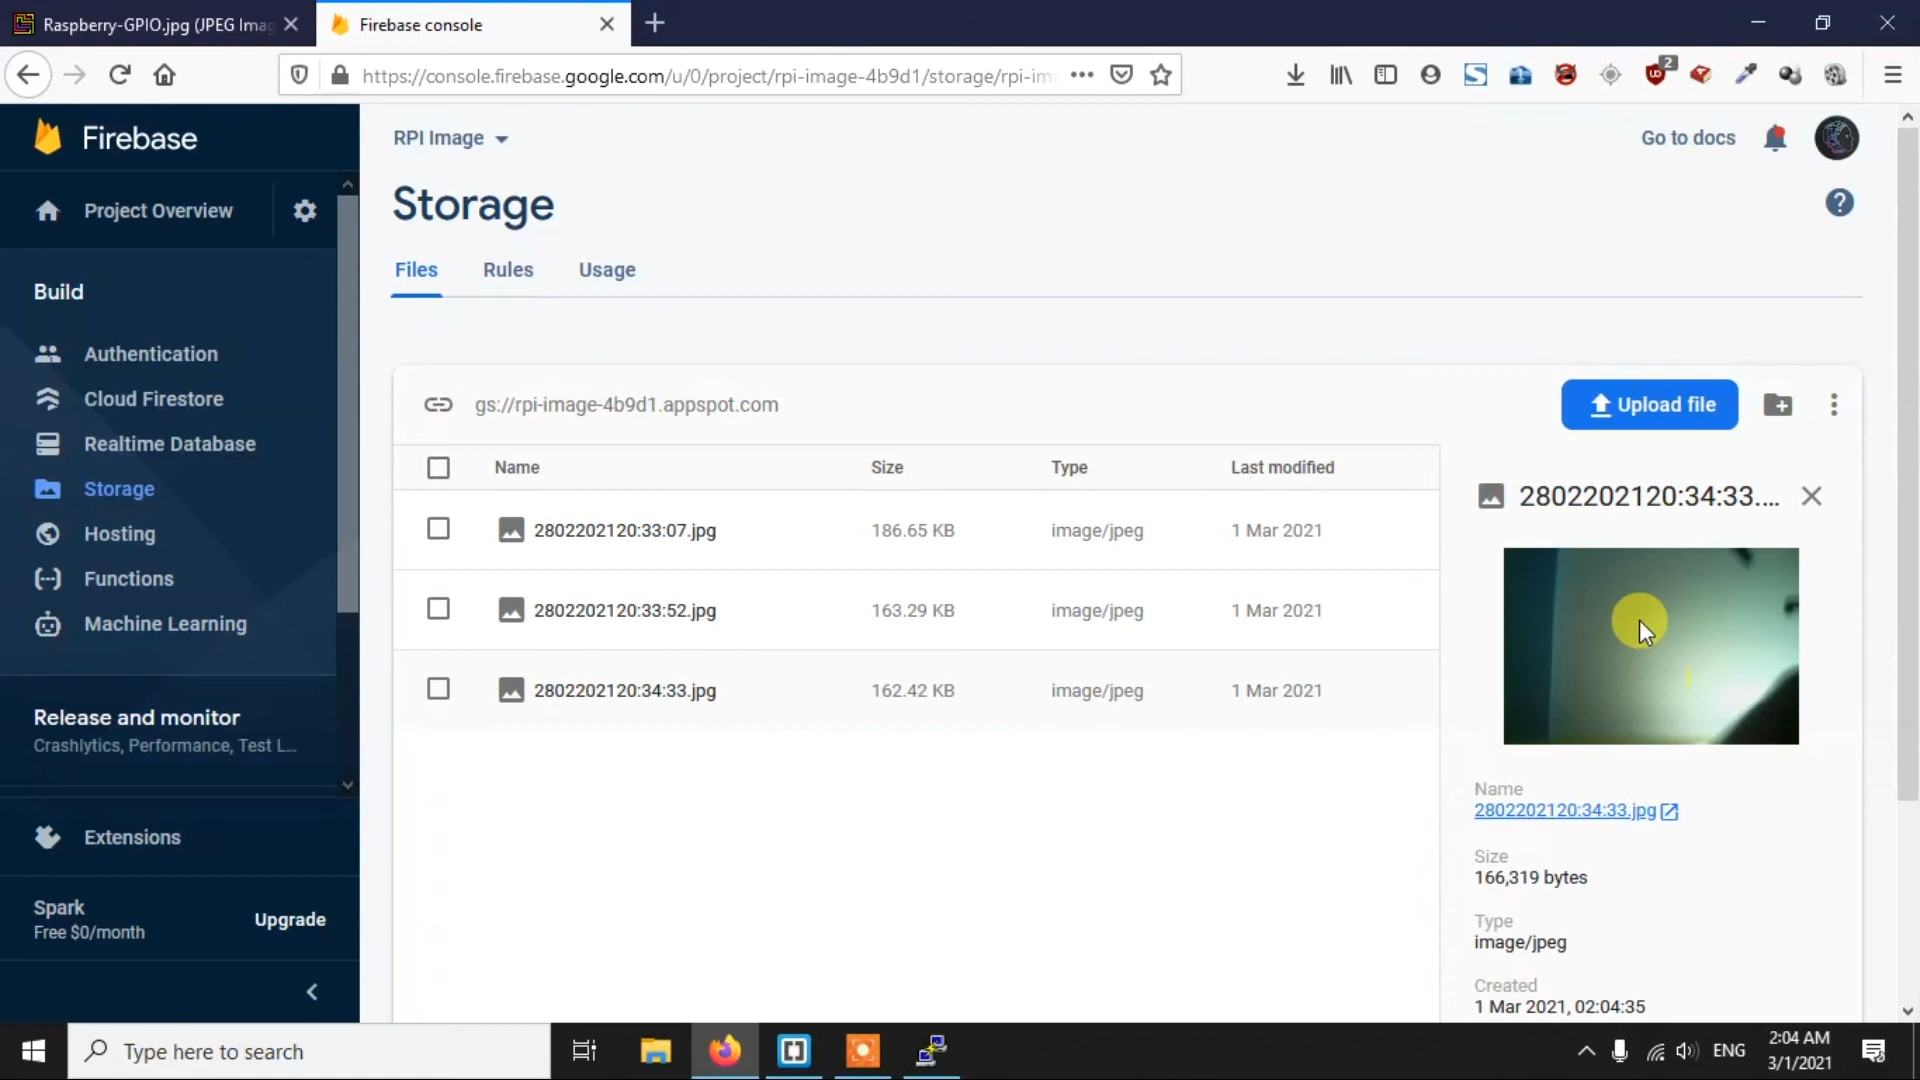 Raspberry-GPIO.jpg (JPEG Imag
Firebase console
https://console.firebase.google.com/u/0/project/rpi-image-4b9d1/storage/rpi-im
2
Firebase
RPI Image
Go to docs
Project Overview
Storage
Files Rules Usage
Build
Authentication
Cloud Firestore
Realtime Database
Storage
Hosting
Functions
Machine Learning
Release and monitor
Crashlytics, Performance, Test L...
Extensions
Spark
Free $0/month
Upgrade
gs://rpi-image-4b9d1.appspot.com
Upload file
Name Size Type Last modified
2802202120:33:07.jpg 186.65 KB image/jpeg 1 Mar 2021
2802202120:33:52.jpg 163.29 KB image/jpeg 1 Mar 2021
2802202120:34:33.jpg 162.42 KB image/jpeg 1 Mar 2021
2802202120:34:33....
Name
2802202120:34:33.jpg
Size
166,319 bytes
Type
image/jpeg
Created
1 Mar 2021, 02:04:35
Type here to search
ENG
2:04 AM
3/1/2021